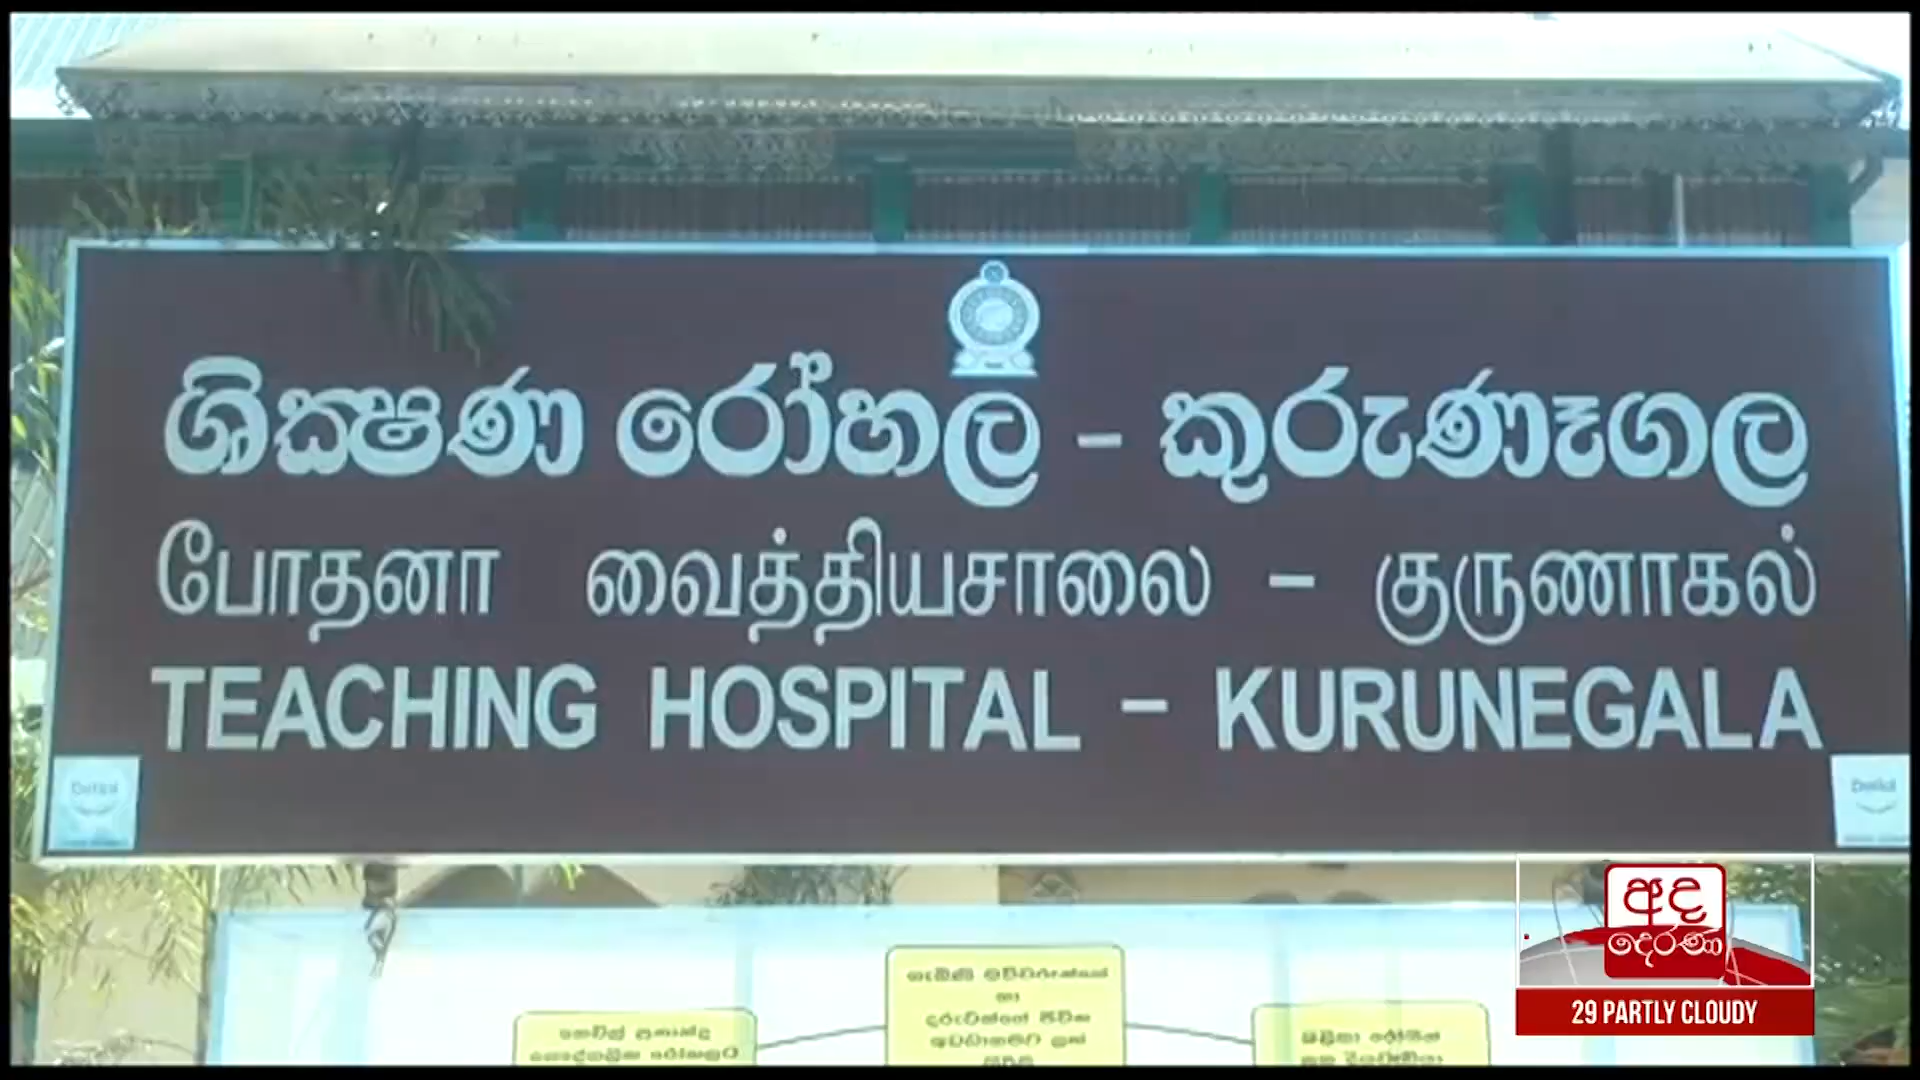 ශික්ෂණ රෝහල - කුරුණෑගල
போதனா வைத்தியசாலை - குருணாகல்
TEACHING HOSPITAL - KURUNEGALA
අද
දෙරණ
29 PARTLY CLOUDY